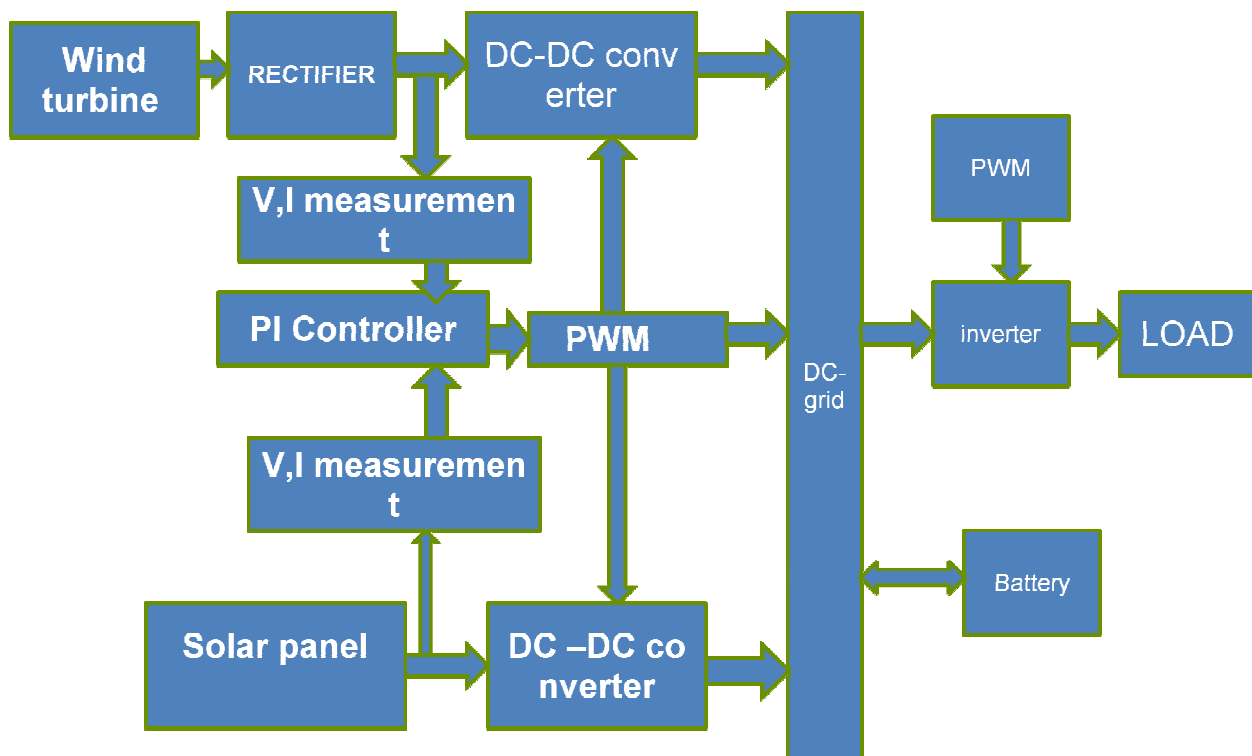 Wind
turbine
RECTIFIER
DC-DC conv
erter
V,I measuremen
t
PI Controller
PWM
V,I measuremen
t
Solar panel
DC –DC co
nverter
DC-
grid
PWM
inverter
LOAD
Battery